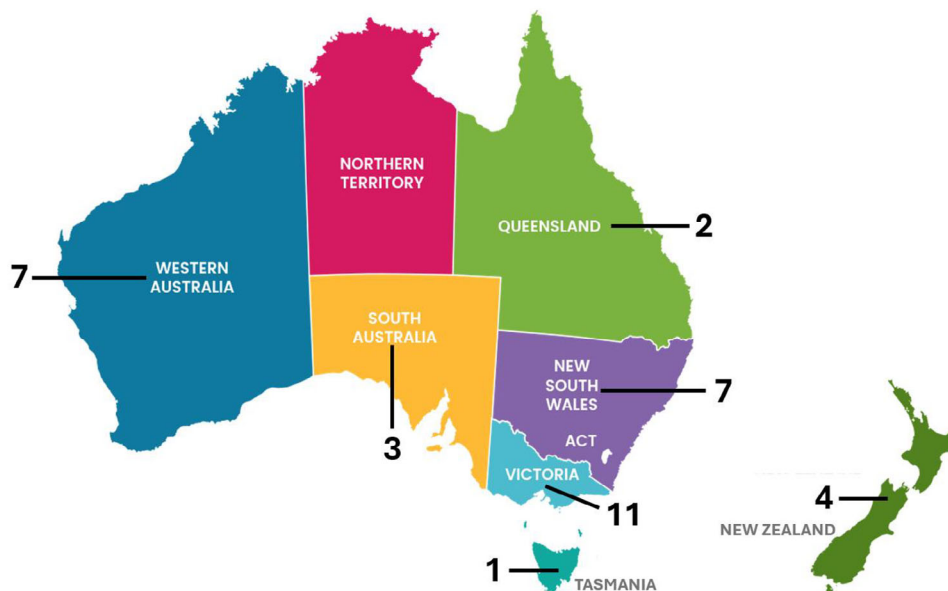 NORTHERN
TERRITORY
QUEENSLAND
2
7
WESTERN
AUSTRALIA
SOUTH
AUSTRALIA
3
NEW
SOUTH
WALES
7
ACT
VICTORIA
11
4
NEW ZEALAND
1
TASMANIA